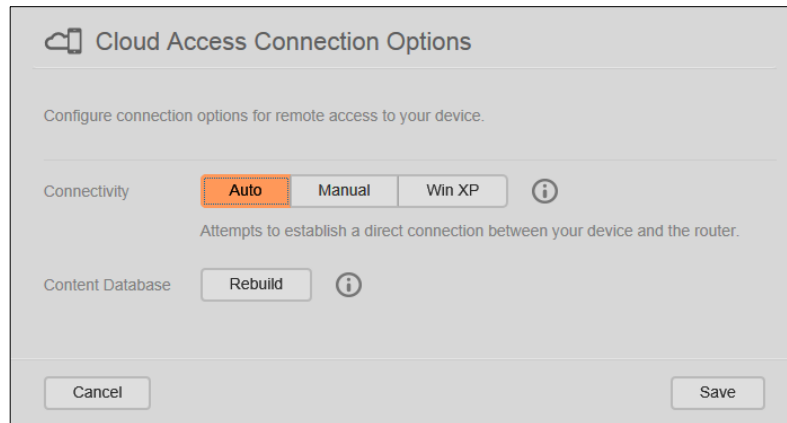 Cloud Access Connection Options
Configure connection options for remote access to your device.
Connectivity Auto Manual Win XP
Attempts to establish a direct connection between your device and the router.
Content Database Rebuild
Cancel Save